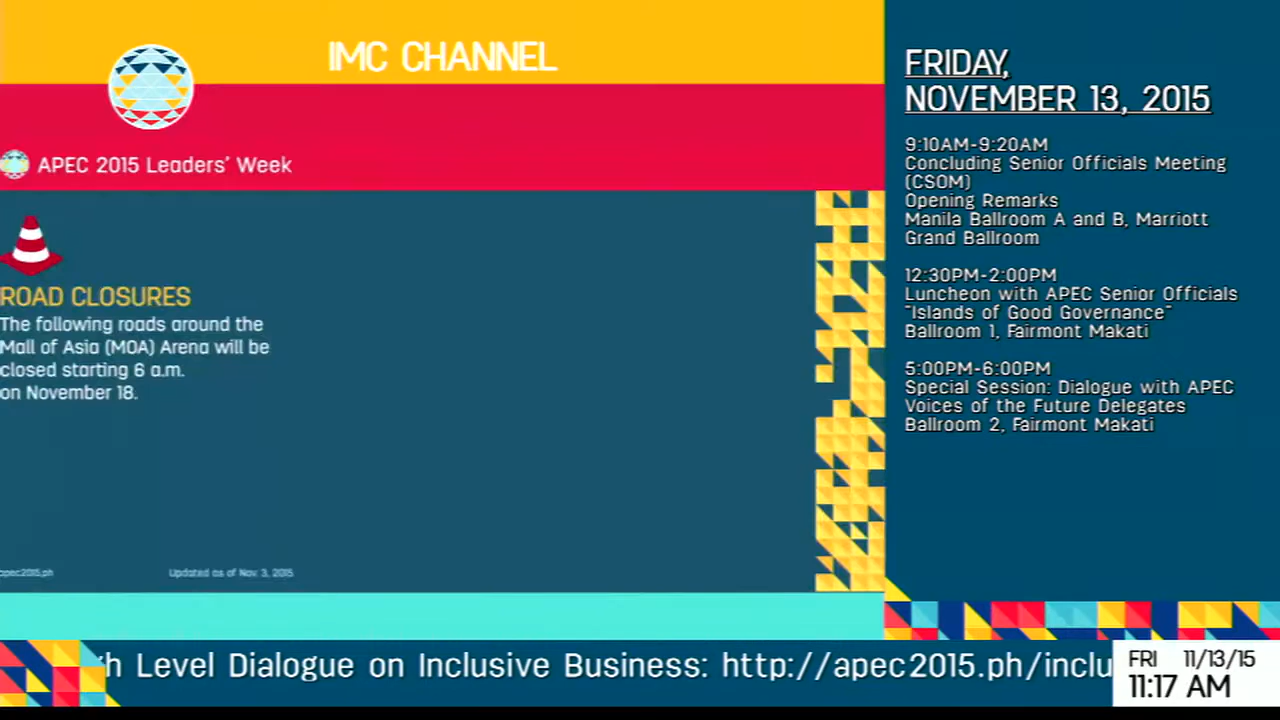 IMC CHANNEL
APEC 2015 Leaders' Week
ROAD CLOSURES
The following roads around the
Mall of Asia (MOA) Arena will be
closed starting 6 a.m.
on November 18.
apec2015.ph
Updated as of Nov. 3, 2015
FRIDAY,
NOVEMBER 13, 2015
9:10AM-9:20AM
Concluding Senior Officials Meeting
(CSOM)
Opening Remarks
Manila Ballroom A and B, Marriott
Grand Ballroom
12:30PM-2:00PM
Luncheon with APEC Senior Officials
"Islands of Good Governance"
Ballroom 1, Fairmont Makati
5:00PM-6:00PM
Special Session: Dialogue with APEC
Voices of the Future Delegates
Ballroom 2, Fairmont Makati
h Level Dialogue on Inclusive Business: http://apec2015.ph/inclu
FRI 11/13/15
11:17 AM